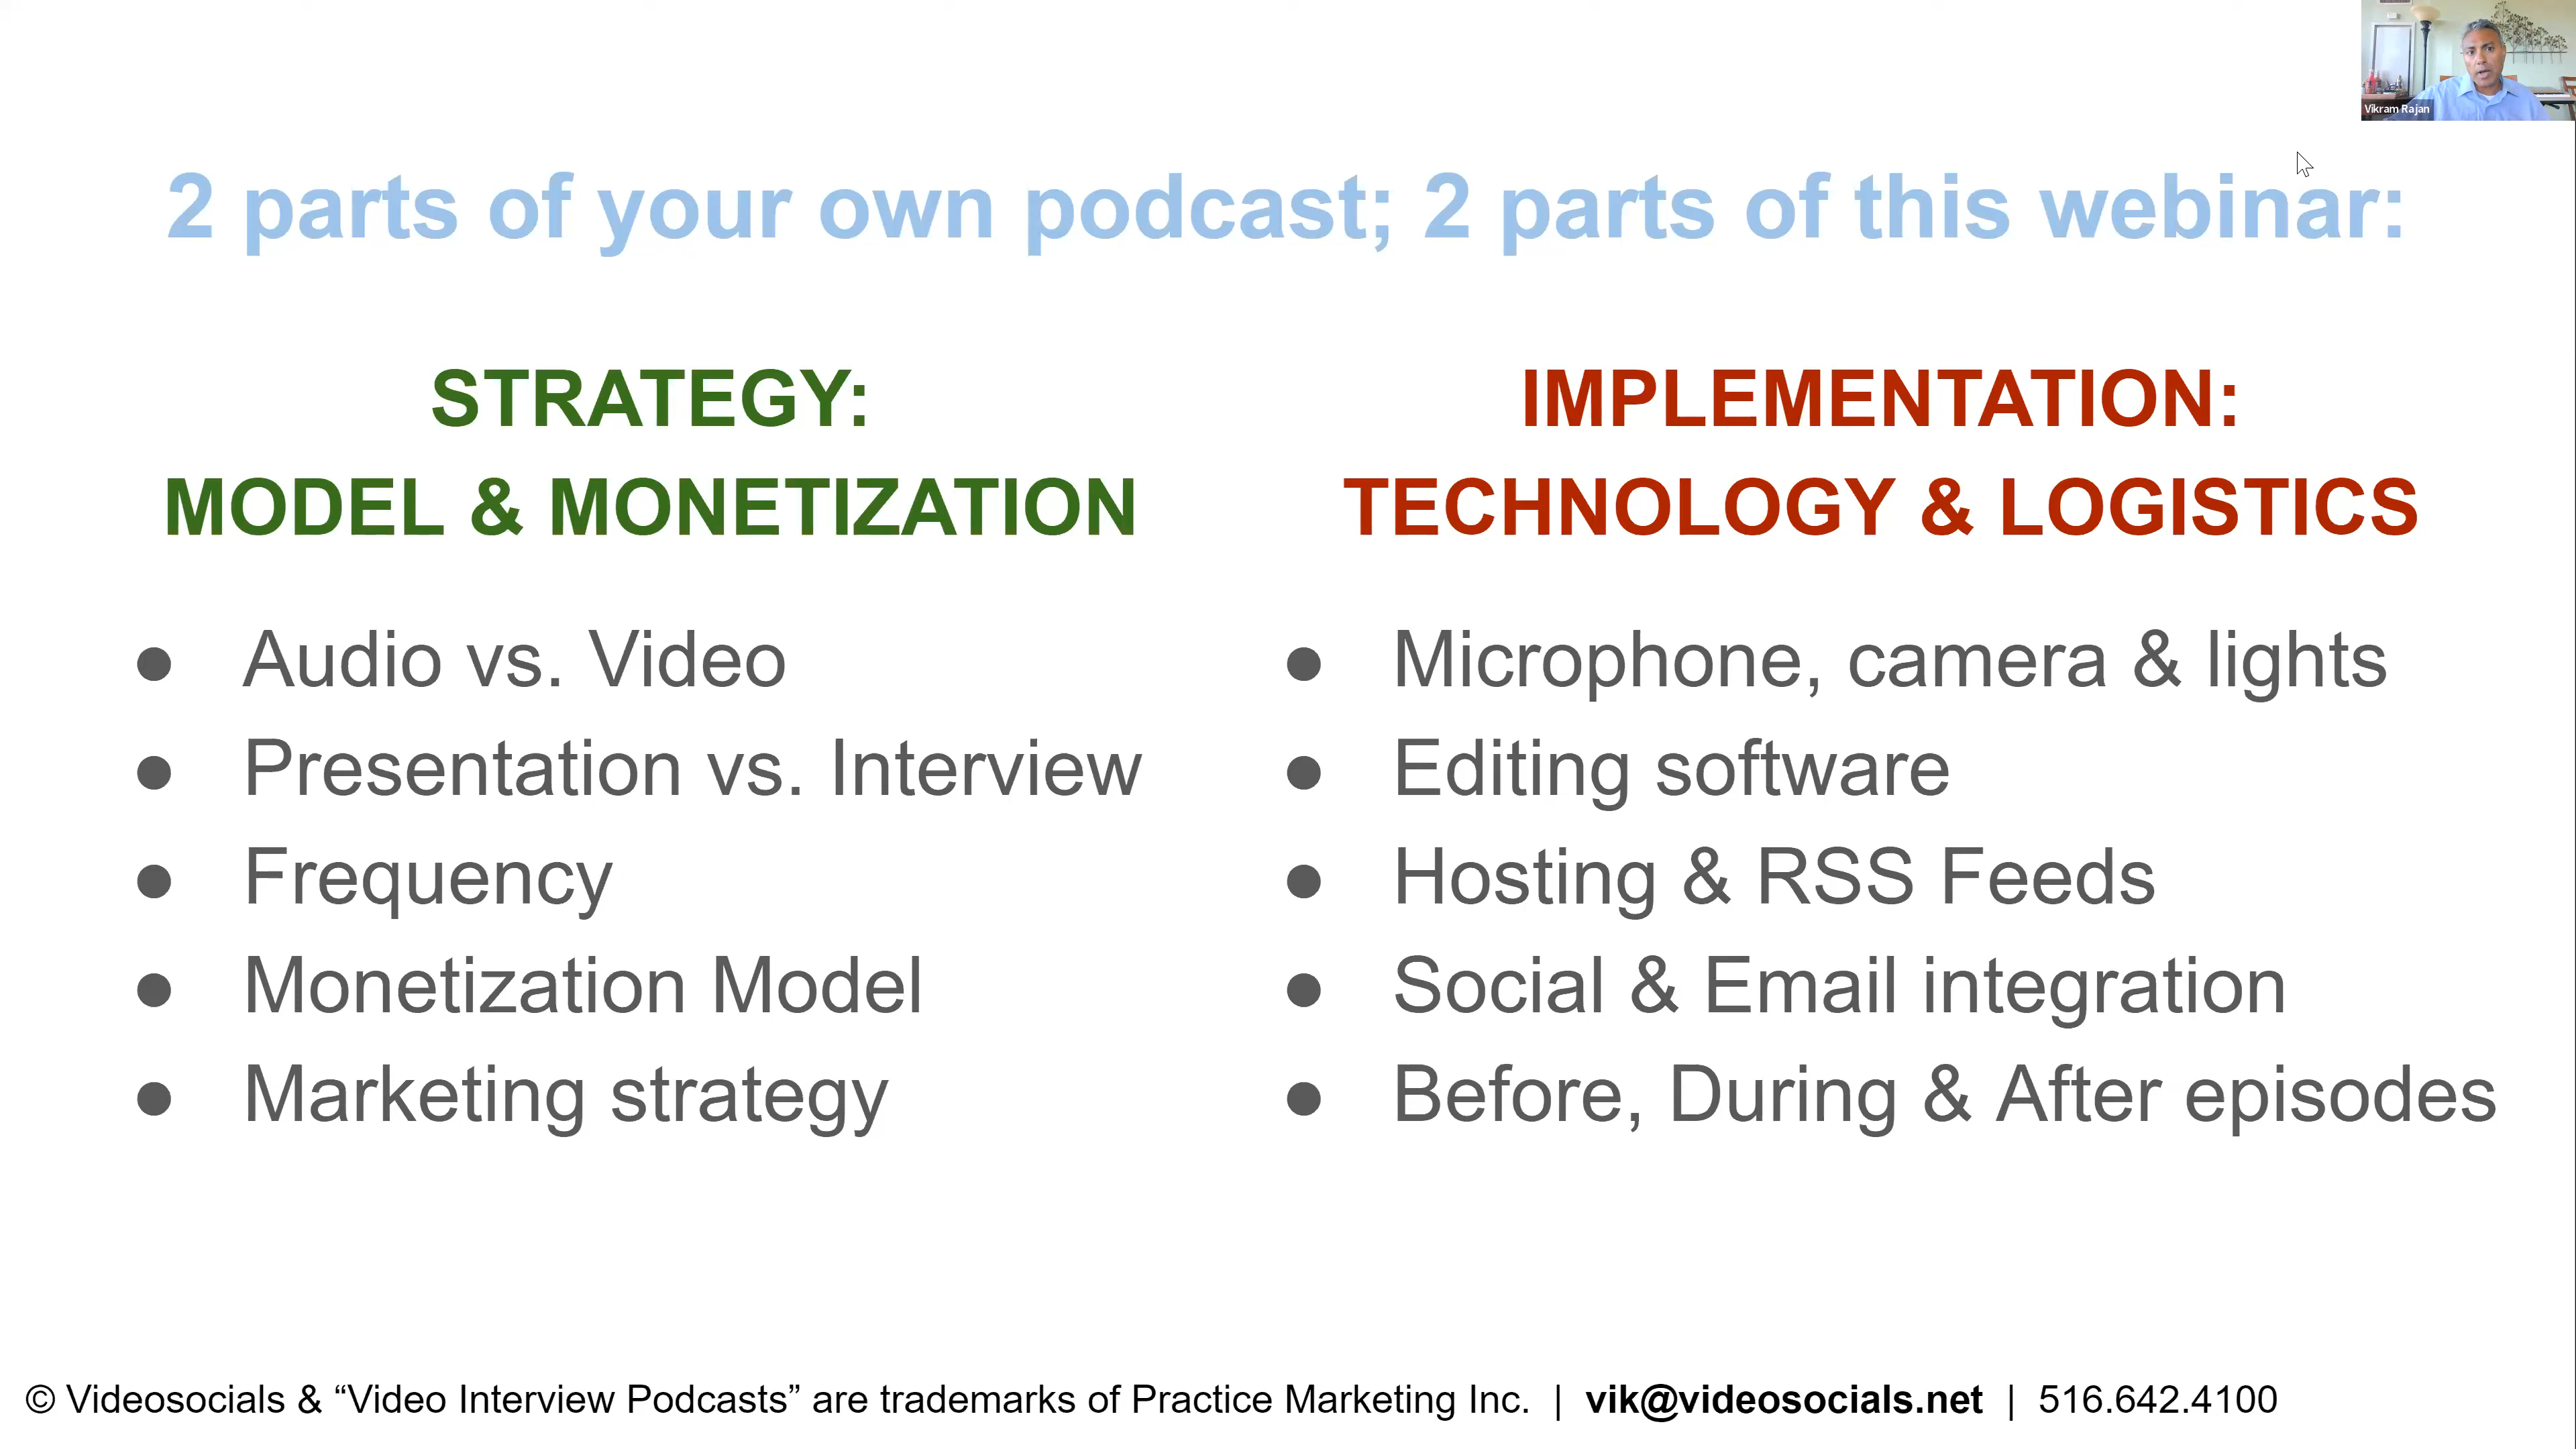 Vikram Rajan
2 parts of your own podcast; 2 parts of this webinar:
STRATEGY:
MODEL & MONETIZATION
● Audio vs. Video
● Presentation vs. Interview
● Frequency
● Monetization Model
● Marketing strategy
IMPLEMENTATION:
TECHNOLOGY & LOGISTICS
● Microphone, camera & lights
● Editing software
● Hosting & RSS Feeds
● Social & Email integration
● Before, During & After episodes
© Videosocials & “Video Interview Podcasts” are trademarks of Practice Marketing Inc. | vik@videosocials.net | 516.642.4100